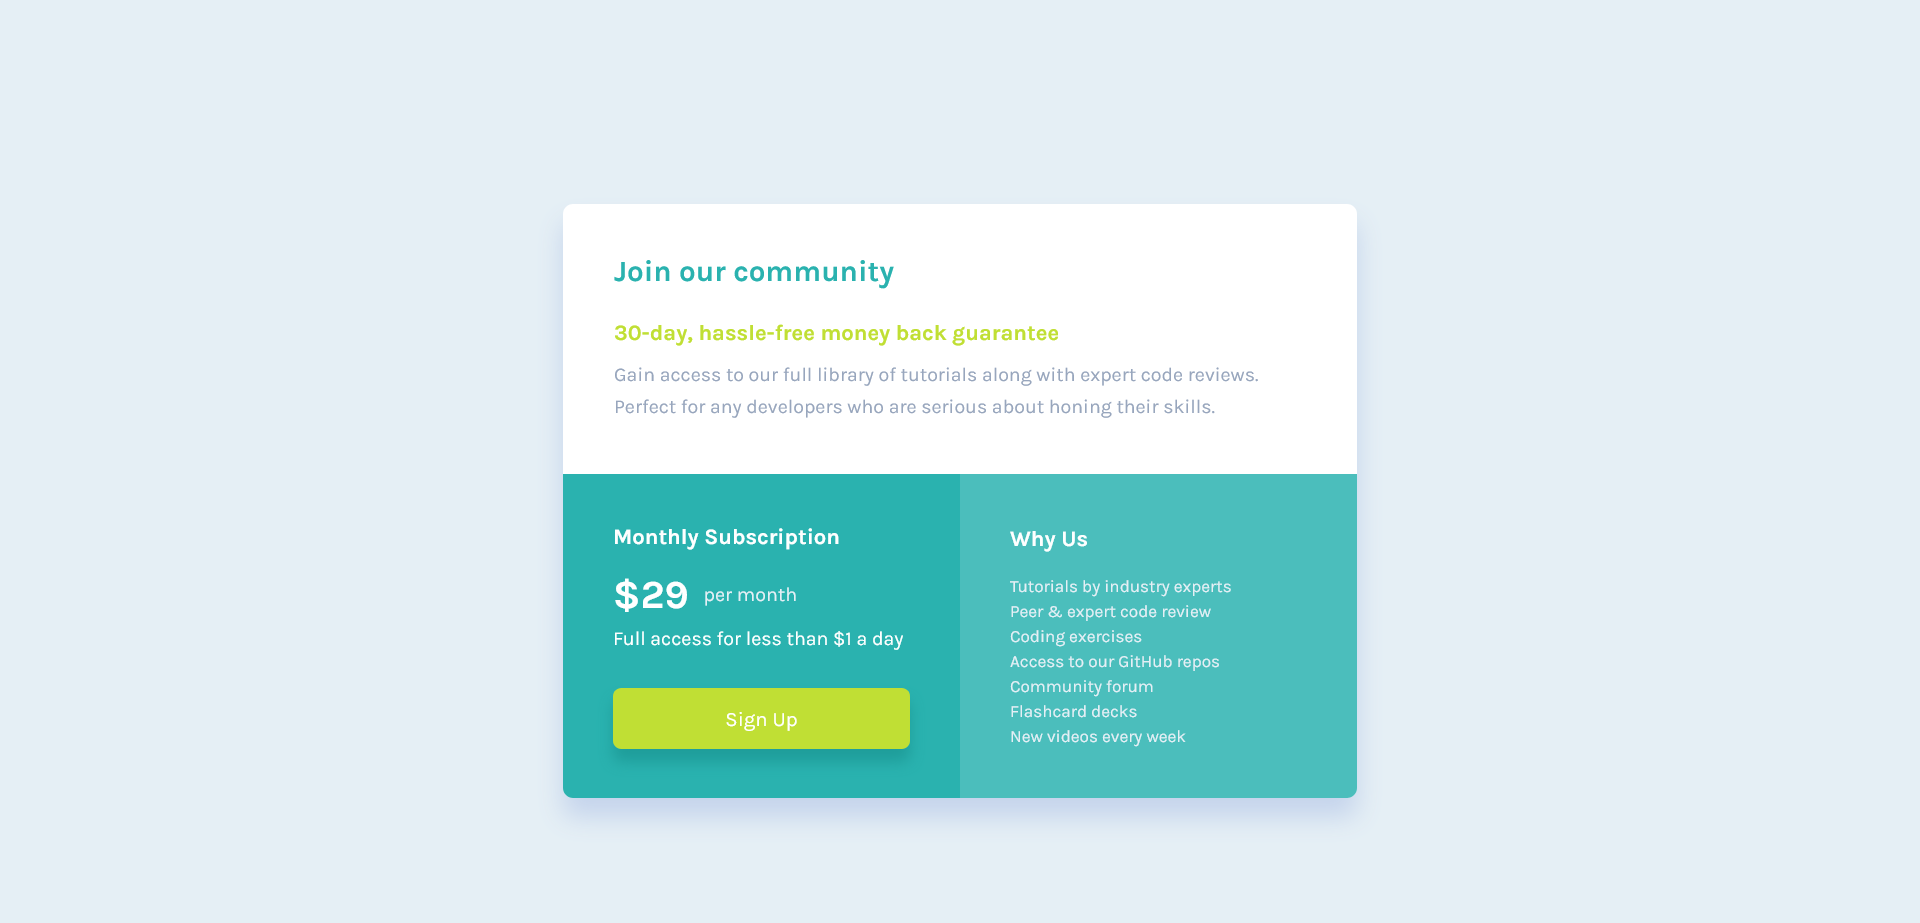 Join our community
30-day, hassle-free money back guarantee
Gain access to our full library of tutorials along with expert code reviews.
Perfect for any developers who are serious about honing their skills.
Monthly Subscription
$29 per month
Full access for less than $1 a day
Sign Up
Why Us
Tutorials by industry experts
Peer & expert code review
Coding exercises
Access to our GitHub repos
Community forum
Flashcard decks
New videos every week